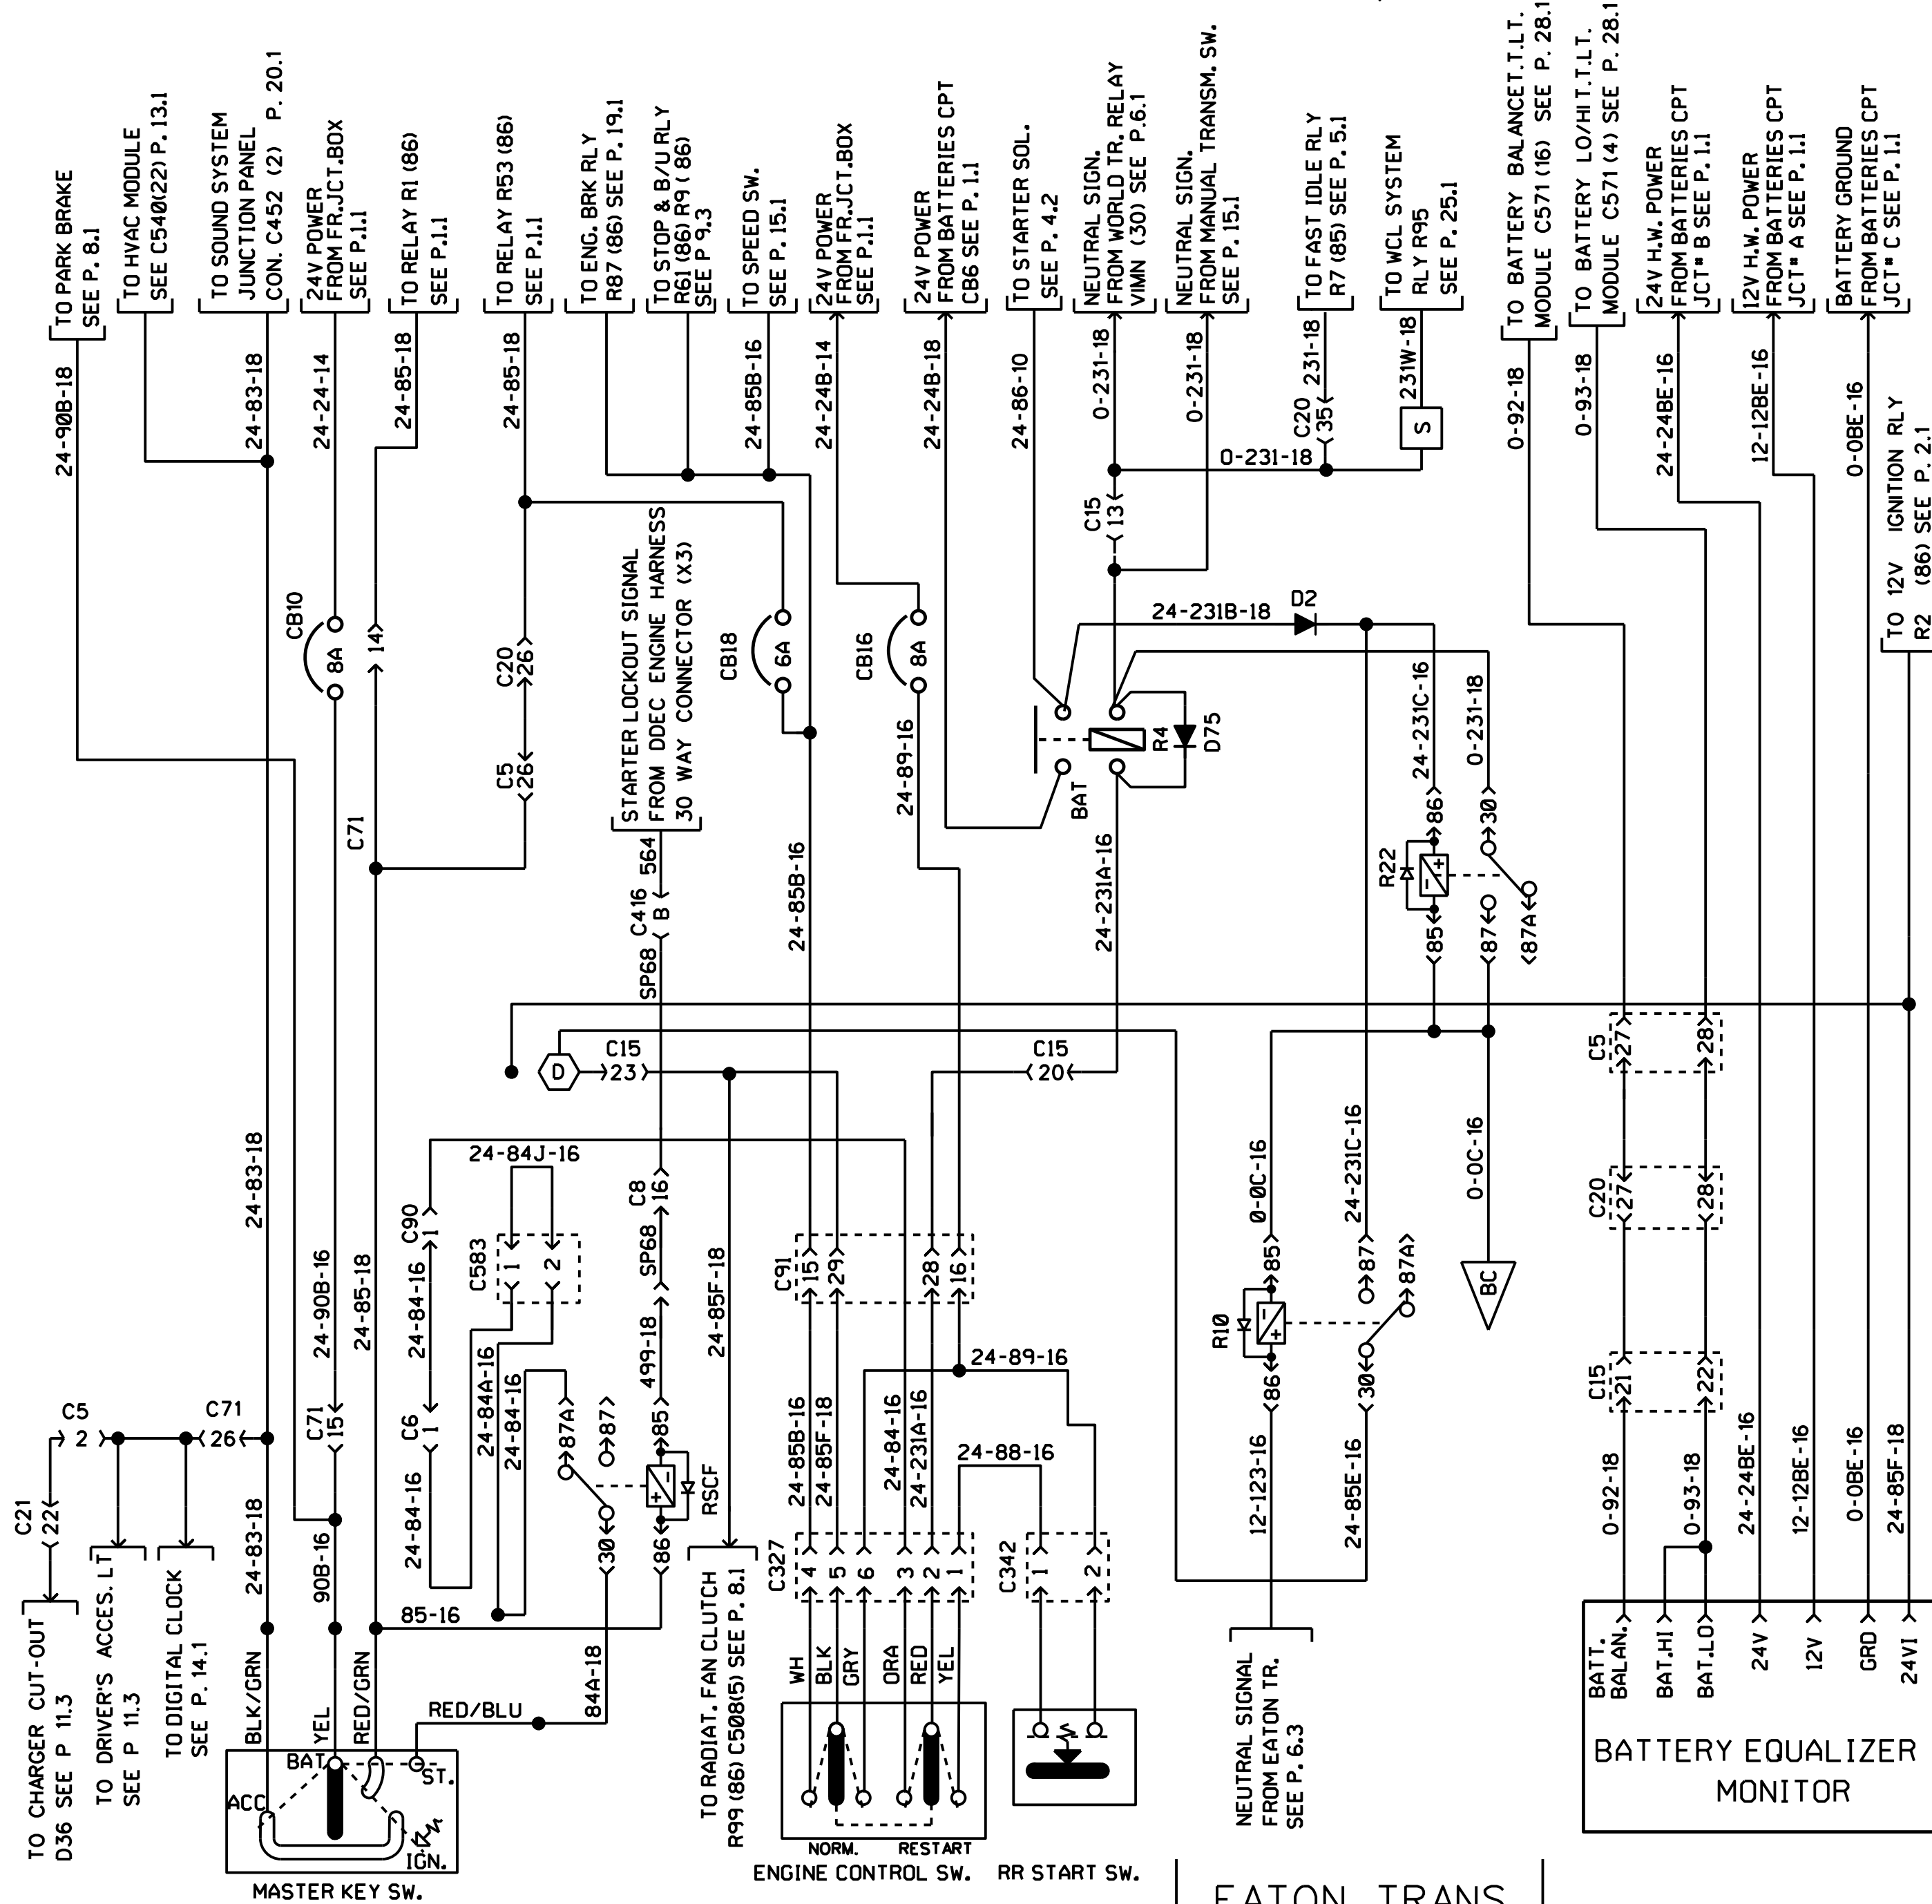 TO PARK BRAKE
SEE P. 8.1
TO HVAC MODULE
SEE C540(22) P. 13.1
TO SOUND SYSTEM
JUNCTION PANEL
CON. C452 (2) P. 20.1
24V POWER
FROM FR.JCT.BOX
SEE P.1.1
TO RELAY R1 (86)
SEE P.1.1
TO RELAY R53 (86)
SEE P.1.1
TO ENG. BRK RLY
R87 (86) SEE P. 19.1
TO STOP & B/U RLY
R61 (86) R9 ( 86)
SEE P 9.3
TO SPEED SW.
SEE P. 15.1
24V POWER
FROM FR.JCT.BOX
SEE P.1.1
24V POWER
FROM BATTERIES CPT
CB6 SEE P. 1.1
TO STARTER SOL.
SEE P. 4.2
NEUTRAL SIGN.
FROM WORLD TR. RELAY
VIMN (30) SEE P.6.1
NEUTRAL SIGN.
FROM MANUAL TRANSM. SW.
SEE P. 15.1
TO FAST IDLE RLY
R7 (85) SEE P. 5.1
TO WCL SYSTEM
RLY R95
SEE P. 25.1
TO BATTERY BALANCET.T.LT.
MODULE C571 (16) SEE P. 28.1
TO BATTERY LO/HI T.T.LT.
MODULE C571 (4) SEE P. 28.1
24V H.W. POWER
FROM BATTERIES CPT
JCT# B SEE P. 1.1
12V H.W. POWER
FROM BATTERIES CPT
JCT# A SEE P. 1.1
BATTERY GROUND
FROM BATTERIES CPT
JCT# C SEE P. 1.1
TO 12V IGNITION RLY
R2 (86) SEE P. 2.1
24-90B-18
24-83-18
24-24-14
24-85-18
24-85-18
24-85B-16
24-24B-14
24-24B-18
24-86-10
0-231-18
0-231-18
231-18
C20
35
231W-18
S
0-231-18
0-92-18
0-93-18
24-24BE-16
12-12BE-16
0-0BE-16
C15
13
CB10
8A
14
C71
C20
26
C5
26
STARTER LOCKOUT SIGNAL
FROM DDEC ENGINE HARNESS
30 WAY CONNECTOR (X3)
564
C416
B
SP68
CB18
6A
CB16
8A
24-89-16
24-85B-16
24-231B-18
D2
R4
D75
BAT
24-231A-16
24-231C-16
0-231-18
R22
86
30
85
87
87A
D
C15
23
C15
20
C5
27
28
C20
27
28
C15
21
22
24-83-18
24-90B-16
24-85-18
24-84J-16
C90
1
24-84-16
C583
1
2
C8
16
SP68
499-18
24-85F-18
C91
15
29
28
16
0-0C-16
24-231C-16
0-0C-16
BC
R10
85
87
87A
86
30
12-123-16
24-85E-16
C5
2
C71
26
C21
22
C71
15
C6
1
24-84A-16
24-84-16
24-84-16
87A
87
85
30
86
RSCF
24-85B-16
24-85F-18
24-84-16
24-231A-16
24-89-16
24-88-16
C327
4
5
6
3
2
1
C342
1
2
0-92-18
0-93-18
24-24BE-16
12-12BE-16
0-0BE-16
24-85F-18
TO CHARGER CUT-OUT
D36 SEE P 11.3
TO DRIVER'S ACCES. LT
SEE P 11.3
TO DIGITAL CLOCK
SEE P. 14.1
24-83-18
90B-16
85-16
84A-18
BLK/GRN
YEL
RED/GRN
RED/BLU
BAT
ST.
ACC
IGN.
MASTER KEY SW.
TO RADIAT. FAN CLUTCH
R99 (86) C508(5) SEE P. 8.1
WH
BLK
GRY
ORA
RED
YEL
NORM.
RESTART
ENGINE CONTROL SW.
RR START SW.
NEUTRAL SIGNAL
FROM EATON TR.
SEE P. 6.3
BATT.
BALAN.
BAT.HI
BAT.LO
24V
12V
GRD
24VI
BATTERY EQUALIZER
MONITOR
EATON TRANS